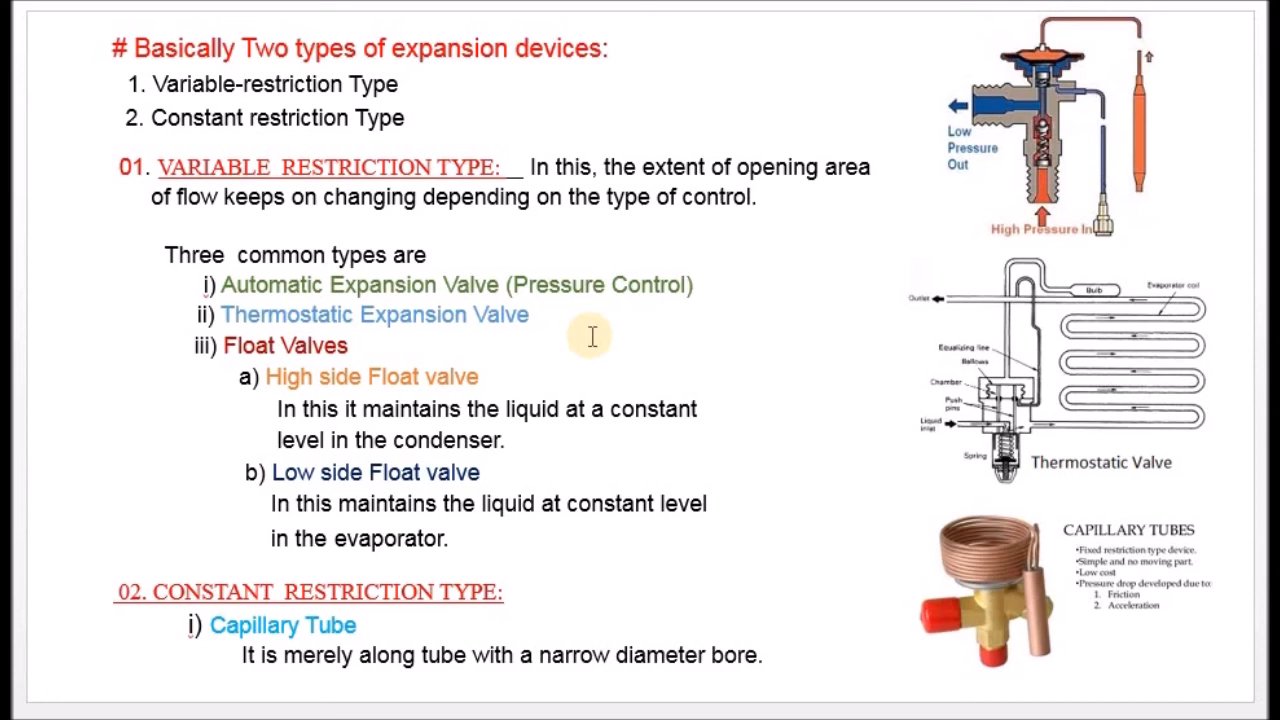 # Basically Two types of expansion devices:
1. Variable-restriction Type
2. Constant restriction Type
01. VARIABLE RESTRICTION TYPE: In this, the extent of opening area
of flow keeps on changing depending on the type of control.
Three common types are
i) Automatic Expansion Valve (Pressure Control)
ii) Thermostatic Expansion Valve
iii) Float Valves
a) High side Float valve
In this it maintains the liquid at a constant
level in the condenser.
b) Low side Float valve
In this maintains the liquid at constant level
in the evaporator.
02. CONSTANT RESTRICTION TYPE:
i) Capillary Tube
It is merely along tube with a narrow diameter bore.
Low
Pressure
Out
High Pressure In
Bulb
Evaporator coil
Outlet
Equalizing line
Bellows
Chamber
Push
pins
Liquid
inlet
Spring
Thermostatic Valve
CAPILLARY TUBES
•Fixed restriction type device.
•Simple and no moving part.
•Low cost
•Pressure drop developed due to:
1. Friction
2. Acceleration